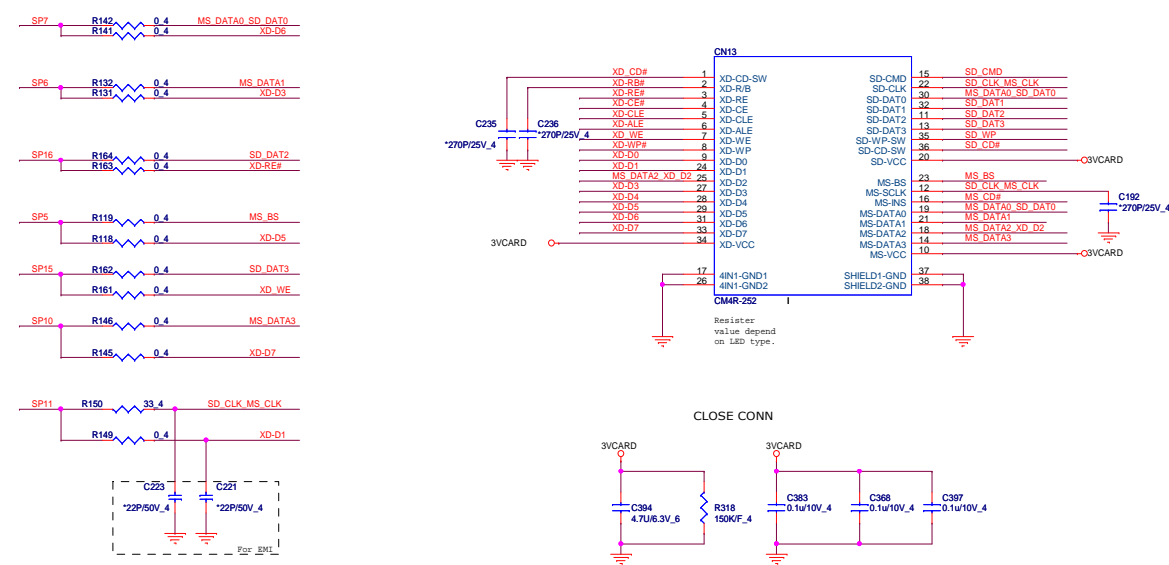 SP7 R142 0_4 MS_DATA0_SD_DAT0
R141 0_4 XD-D6
SP6 R132 0_4 MS_DATA1
R131 0_4 XD-D3
SP16 R164 0_4 SD_DAT2
R163 0_4 XD-RE#
SP5 R119 0_4 MS_BS
R118 0_4 XD-D5
SP15 R162 0_4 SD_DAT3
R161 0_4 XD_WE
SP10 R146 0_4 MS_DATA3
R145 0_4 XD-D7
SP11 R150 33_4 SD_CLK_MS_CLK
R149 0_4 XD-D1
C223 C221
*22P/50V_4 *22P/50V_4
For EMI
CN13
XD_CD# 1 XD-CD-SW SD-CMD 15 SD_CMD
XD-RB# 2 XD-R/B SD-CLK 22 SD_CLK_MS_CLK
XD-RE# 3 XD-RE SD-DAT0 30 MS_DATA0_SD_DAT0
XD-CE# 4 XD-CE SD-DAT1 32 SD_DAT1
XD-CLE 5 XD-CLE SD-DAT2 11 SD_DAT2
XD-ALE 6 XD-ALE SD-DAT3 13 SD_DAT3
XD_WE 7 XD-WE SD-WP-SW 35 SD_WP
XD-WP# 8 XD-WP SD-CD-SW 36 SD_CD#
XD-D0 9 XD-D0 SD-VCC 20 3VCARD
XD-D1 24 XD-D1
MS_DATA2_XD_D2 25 XD-D2 MS-BS 23 MS_BS
XD-D3 27 XD-D3 MS-SCLK 12 SD_CLK_MS_CLK
XD-D4 28 XD-D4 MS-INS 16 MS_CD#
XD-D5 29 XD-D5 MS-DATA0 19 MS_DATA0_SD_DAT0
XD-D6 31 XD-D6 MS-DATA1 21 MS_DATA1
XD-D7 33 XD-D7 MS-DATA2 18 MS_DATA2_XD_D2
3VCARD 34 XD-VCC MS-DATA3 14 MS_DATA3
MS-VCC 10 3VCARD
17 4IN1-GND1 SHIELD1-GND 37
26 4IN1-GND2 SHIELD2-GND 38
C235 C236
*270P/25V_4 *270P/25V_4
C192
*270P/25V_4
CM4R-252 I
Resister
value depend
on LED type.
CLOSE CONN
3VCARD 3VCARD
C394 R318 C383 C368 C397
4.7U/6.3V_6 150K/F_4 0.1u/10V_4 0.1u/10V_4 0.1u/10V_4